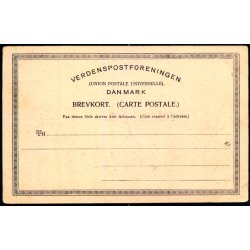 VERDENSPOSTFORENINGEN.
(UNION POSTALE UNIVERSELLE).
DANMARK
BREVKORT. (CARTE POSTALE.)
Paa denne Side skrives kun Adressen. (Côté réservé à l'adresse.)
Til